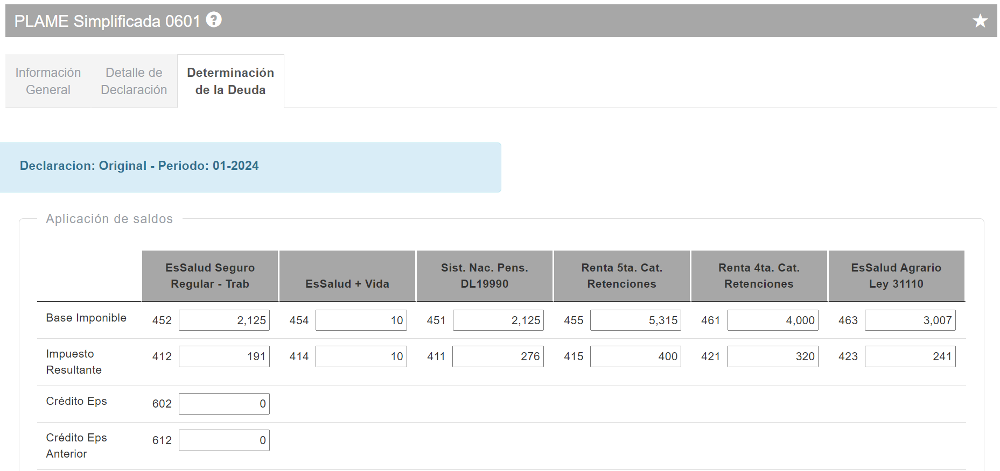 PLAME Simplificada 0601 ?
Información
General
Detalle de
Declaración
Determinación
de la Deuda
Declaracion: Original - Periodo: 01-2024
Aplicación de saldos
EsSalud Seguro
Regular - Trab
EsSalud + Vida
Sist. Nac. Pens.
DL19990
Renta 5ta. Cat.
Retenciones
Renta 4ta. Cat.
Retenciones
EsSalud Agrario
Ley 31110
Base Imponible 452 2,125 454 10 451 2,125 455 5,315 461 4,000 463 3,007
Impuesto
Resultante
412 191 414 10 411 276 415 400 421 320 423 241
Crédito Eps 602 0
Crédito Eps
Anterior
612 0